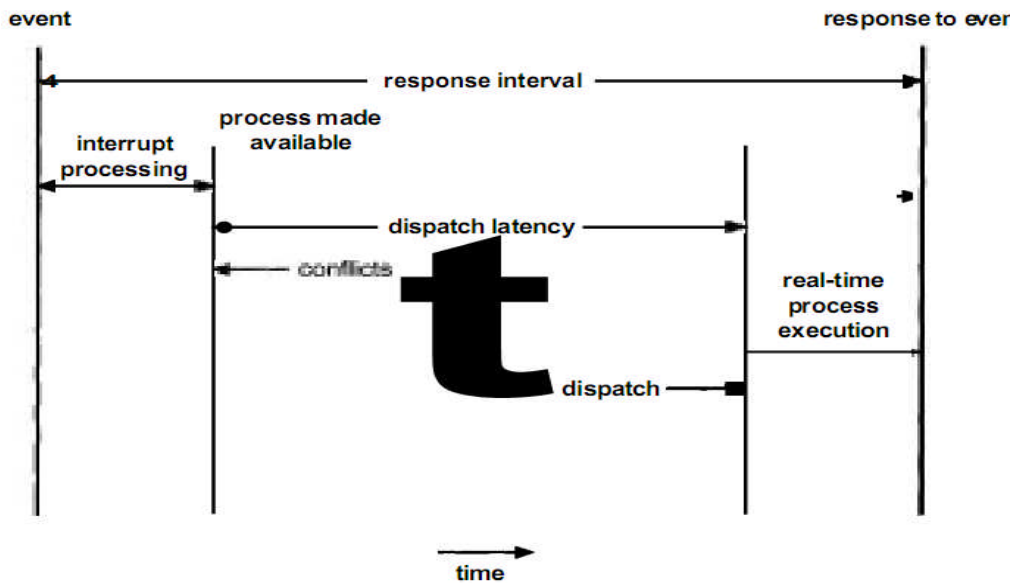 event
response to even
response interval
process made
available
interrupt
processing
dispatch latency
conflicts
t
real-time
process
execution
dispatch
time